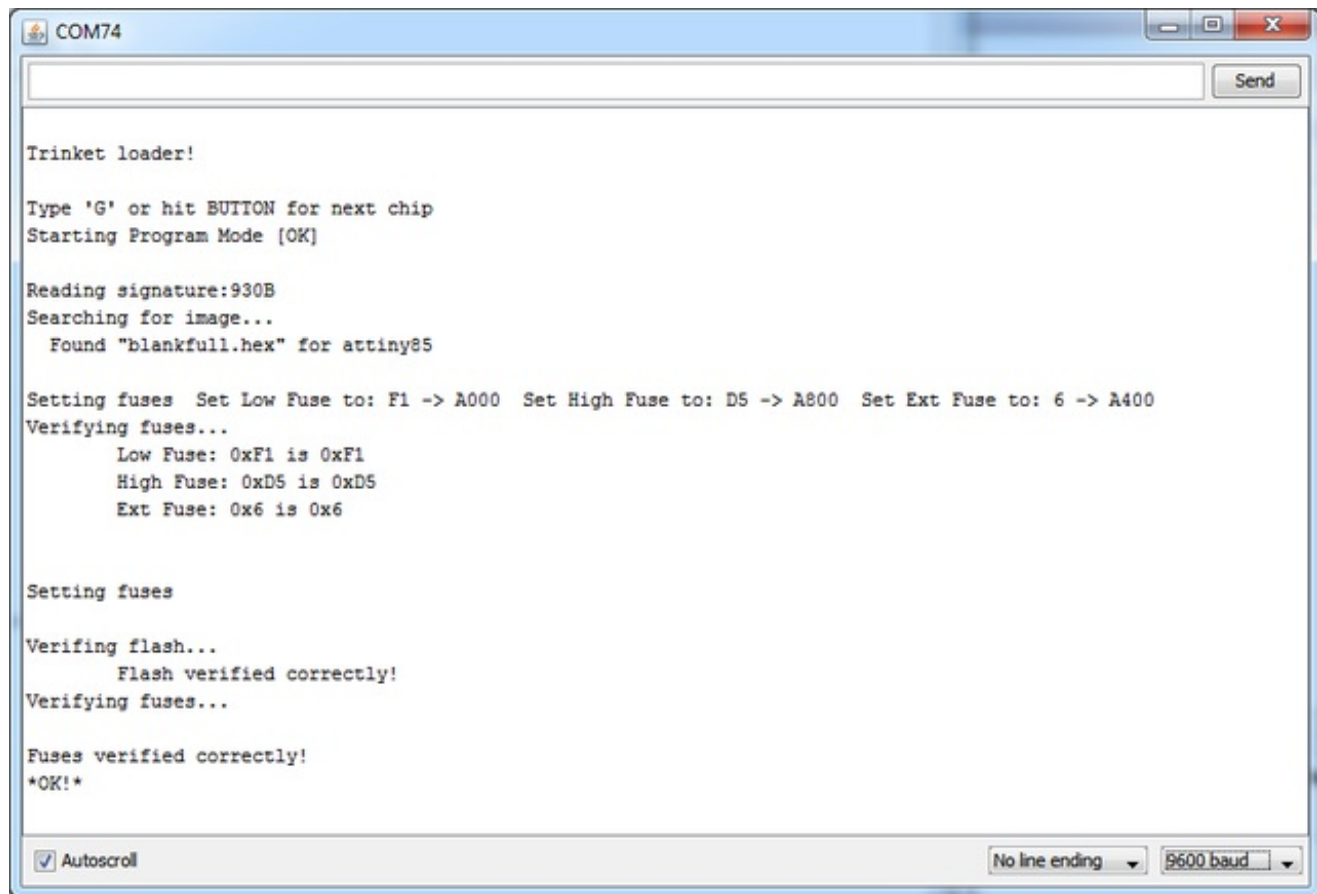 COM74
Send
Trinket loader!
Type 'G' or hit BUTTON for next chip
Starting Program Mode [OK]
Reading signature:930B
Searching for image...
Found "blankfull.hex" for attiny85
Setting fuses  Set Low Fuse to: F1 -> A000  Set High Fuse to: D5 -> A800  Set Ext Fuse to: 6 -> A400
Verifying fuses...
Low Fuse: 0xF1 is 0xF1
High Fuse: 0xD5 is 0xD5
Ext Fuse: 0x6 is 0x6
Setting fuses
Verifing flash...
Flash verified correctly!
Verifying fuses...
Fuses verified correctly!
*OK!*
Autoscroll No line ending 9600 baud